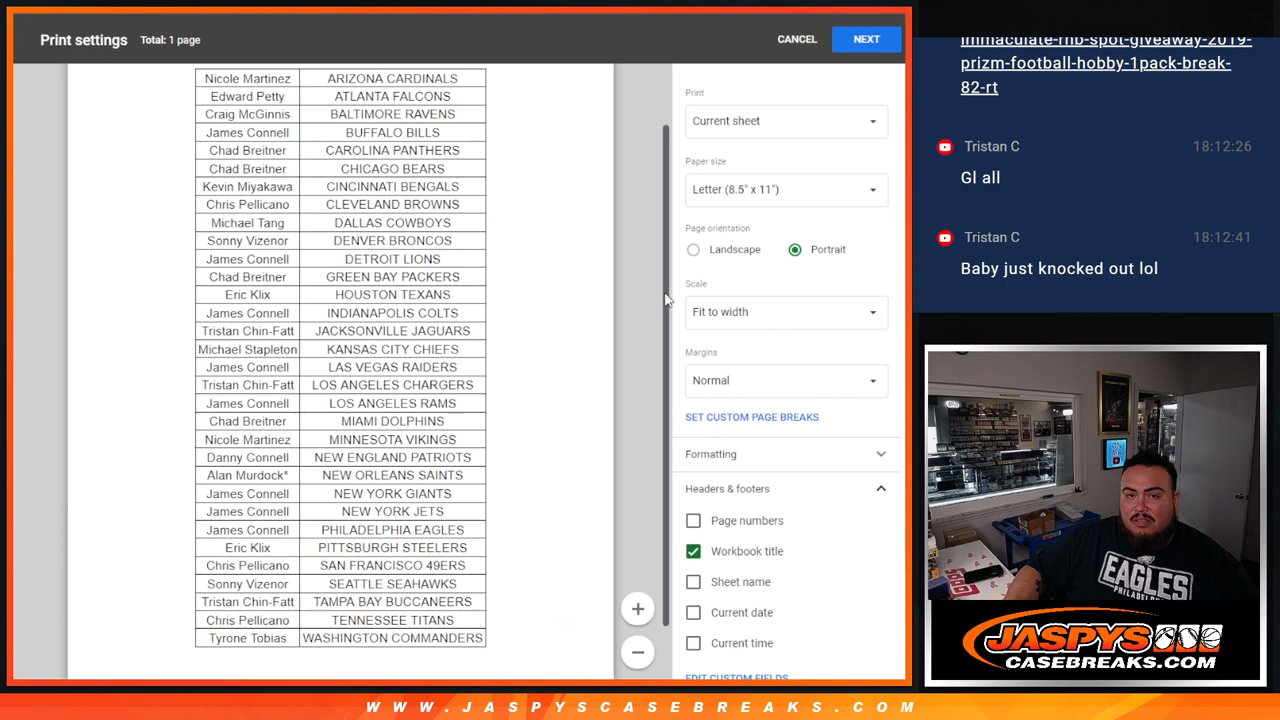 Print settings
Total: 1 page
CANCEL
NEXT
Nicole Martinez ARIZONA CARDINALS
Edward Petty ATLANTA FALCONS
Craig McGinnis BALTIMORE RAVENS
James Connell BUFFALO BILLS
Chad Breitner CAROLINA PANTHERS
Chad Breitner CHICAGO BEARS
Kevin Miyakawa CINCINNATI BENGALS
Chris Pellicano CLEVELAND BROWNS
Michael Tang DALLAS COWBOYS
Sonny Vizenor DENVER BRONCOS
James Connell DETROIT LIONS
Chad Breitner GREEN BAY PACKERS
Eric Klix HOUSTON TEXANS
James Connell INDIANAPOLIS COLTS
Tristan Chin-Fatt JACKSONVILLE JAGUARS
Michael Stapleton KANSAS CITY CHIEFS
James Connell LAS VEGAS RAIDERS
Tristan Chin-Fatt LOS ANGELES CHARGERS
James Connell LOS ANGELES RAMS
Chad Breitner MIAMI DOLPHINS
Nicole Martinez MINNESOTA VIKINGS
Danny Connell NEW ENGLAND PATRIOTS
Alan Murdock* NEW ORLEANS SAINTS
James Connell NEW YORK GIANTS
James Connell NEW YORK JETS
James Connell PHILADELPHIA EAGLES
Eric Klix PITTSBURGH STEELERS
Chris Pellicano SAN FRANCISCO 49ERS
Sonny Vizenor SEATTLE SEAHAWKS
Tristan Chin-Fatt TAMPA BAY BUCCANEERS
Chris Pellicano TENNESSEE TITANS
Tyrone Tobias WASHINGTON COMMANDERS
Print
Current sheet
Paper size
Letter (8.5" x 11")
Page orientation
Landscape
Portrait
Scale
Fit to width
Margins
Normal
SET CUSTOM PAGE BREAKS
Formatting
Headers & footers
Page numbers
Workbook title
Sheet name
Current date
Current time
EDIT CUSTOM FIELDS
immaculate-rnb-spot-giveaway-2019-
prizm-football-hobby-1pack-break-
82-rt
Tristan C 18:12:26
Gl all
Tristan C 18:12:41
Baby just knocked out lol
EAGLES
PHILADELPHIA
JASPYS
CASEBREAKS.COM
WWW.JASPYSCASEBREAKS.COM